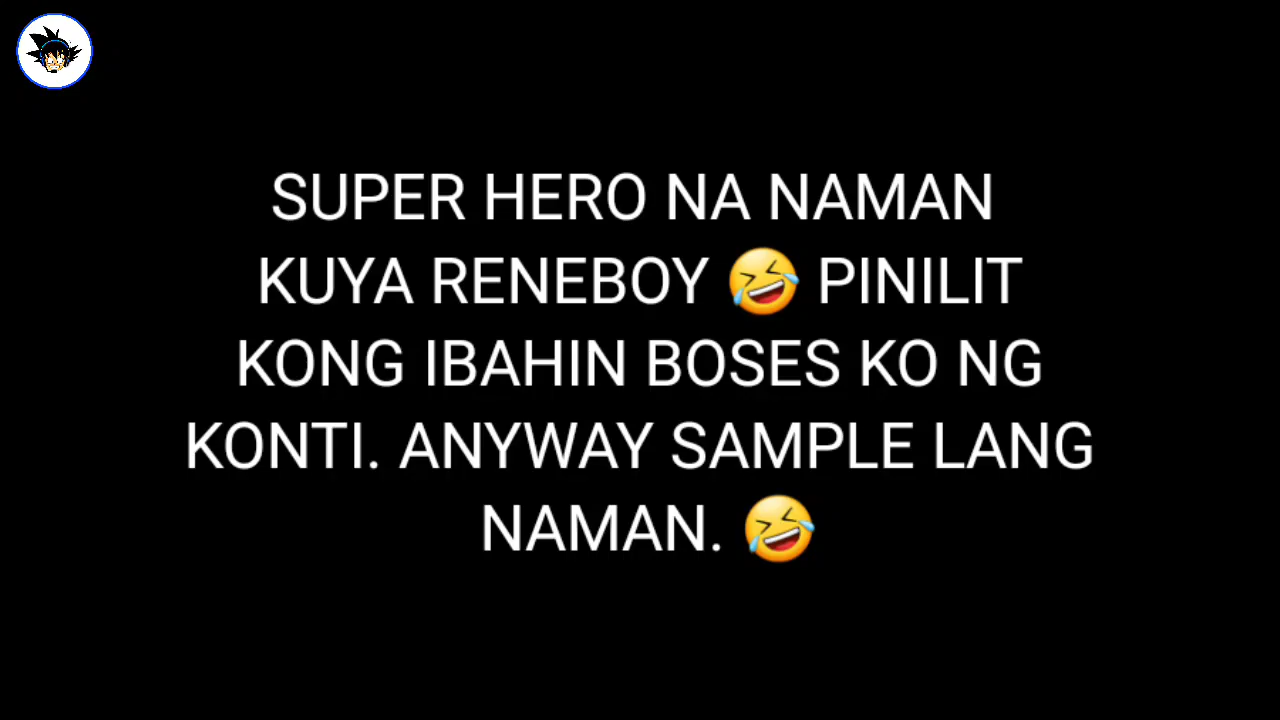 SUPER HERO NA NAMAN
KUYA RENEBOY 🤣 PINILIT
KONG IBAHIN BOSES KO NG
KONTI. ANYWAY SAMPLE LANG
NAMAN. 🤣